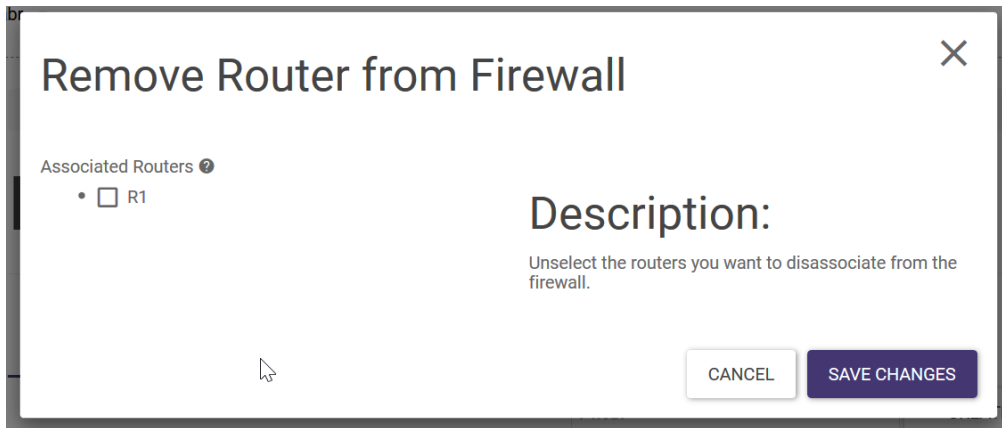 br
Remove Router from Firewall
Associated Routers
R1
Description:
Unselect the routers you want to disassociate from the
firewall.
CANCEL
SAVE CHANGES